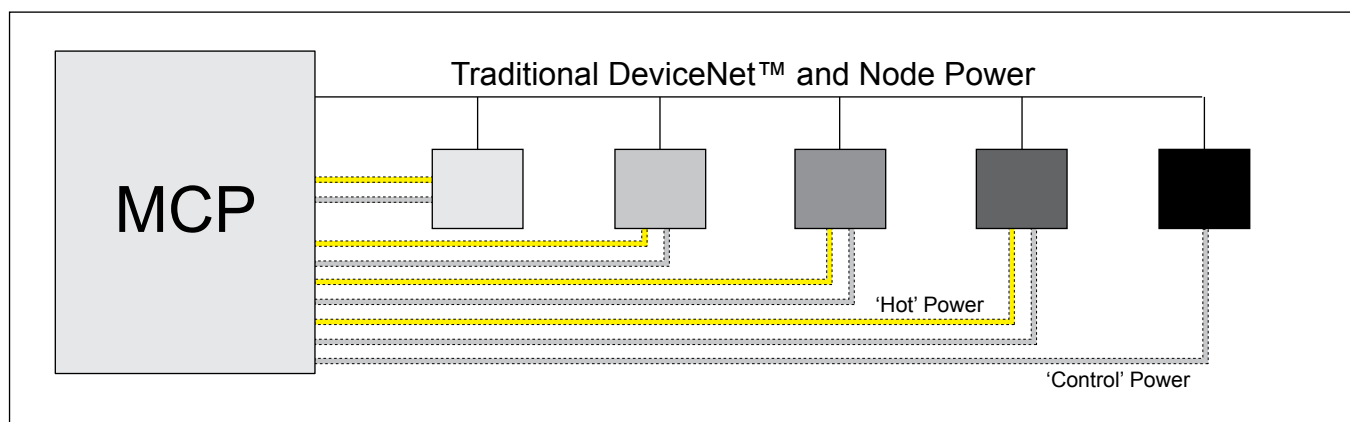 Traditional DeviceNet™ and Node Power
MCP
‘Hot’ Power
‘Control’ Power